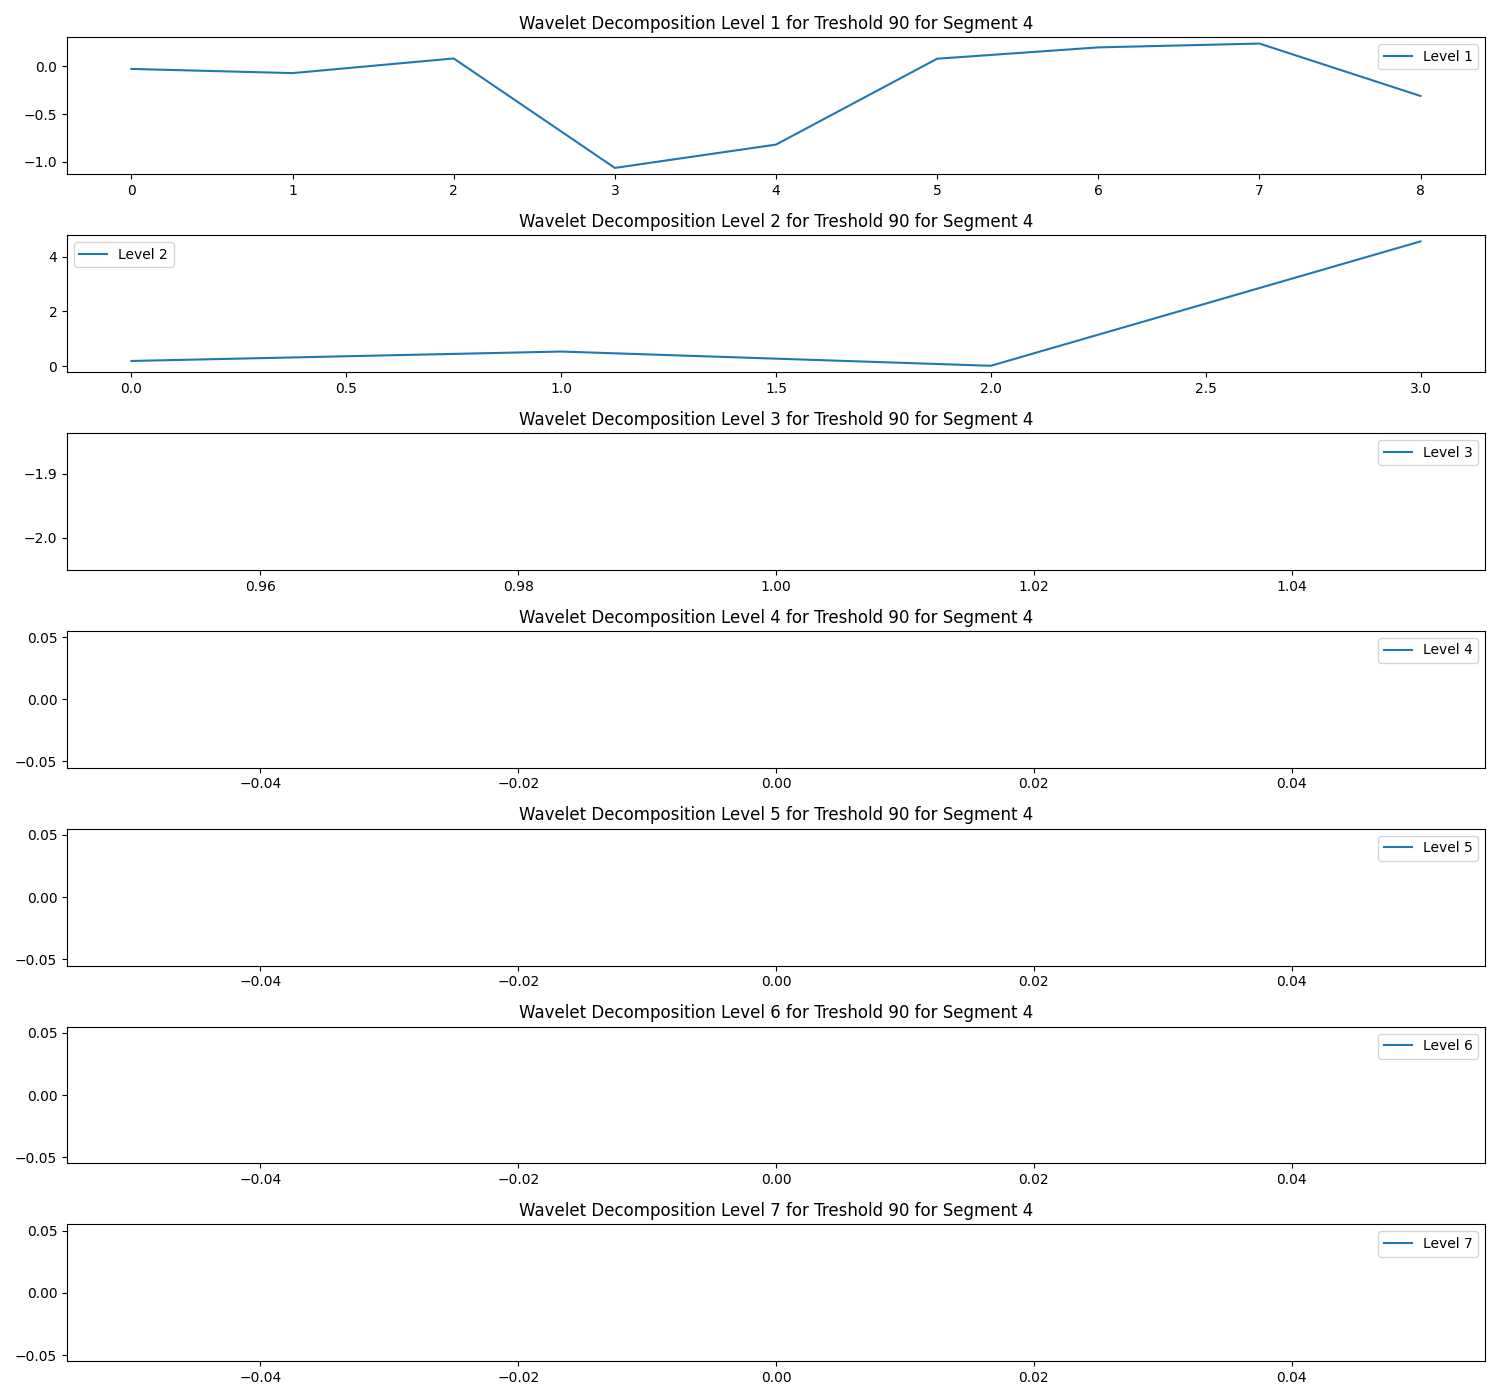 Wavelet Decomposition Level 1 for Treshold 90 for Segment 4
0.0
−0.5
−1.0
Level 1
0 1 2 3 4 5 6 7 8
Wavelet Decomposition Level 2 for Treshold 90 for Segment 4
4
2
0
Level 2
0.0 0.5 1.0 1.5 2.0 2.5 3.0
Wavelet Decomposition Level 3 for Treshold 90 for Segment 4
−1.9
−2.0
Level 3
0.96 0.98 1.00 1.02 1.04
Wavelet Decomposition Level 4 for Treshold 90 for Segment 4
0.05
0.00
−0.05
Level 4
−0.04 −0.02 0.00 0.02 0.04
Wavelet Decomposition Level 5 for Treshold 90 for Segment 4
0.05
0.00
−0.05
Level 5
−0.04 −0.02 0.00 0.02 0.04
Wavelet Decomposition Level 6 for Treshold 90 for Segment 4
0.05
0.00
−0.05
Level 6
−0.04 −0.02 0.00 0.02 0.04
Wavelet Decomposition Level 7 for Treshold 90 for Segment 4
0.05
0.00
−0.05
Level 7
−0.04 −0.02 0.00 0.02 0.04